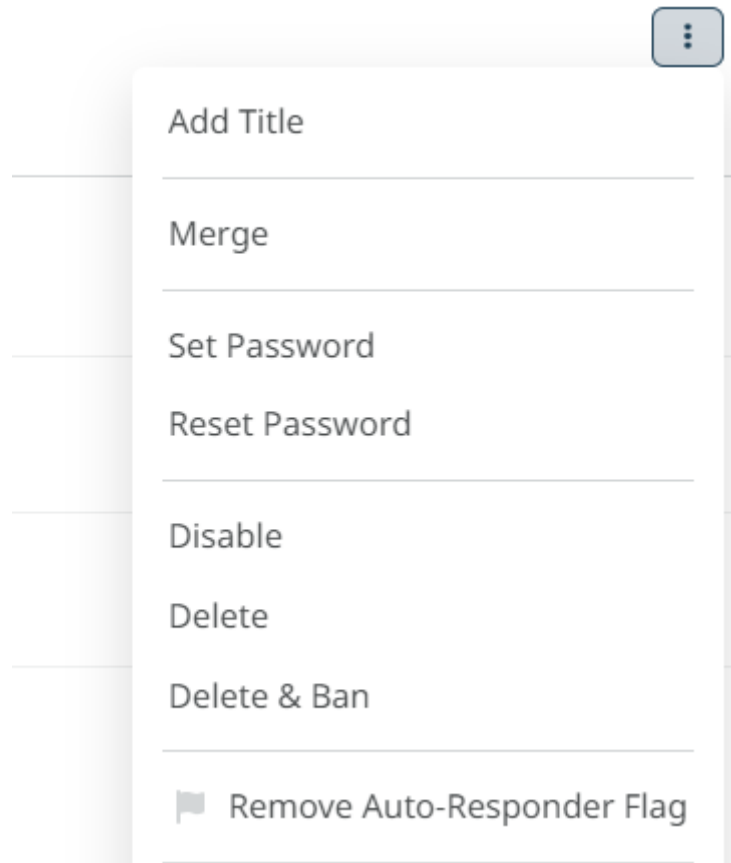 Add Title
Merge
Set Password
Reset Password
Disable
Delete
Delete & Ban
Remove Auto-Responder Flag